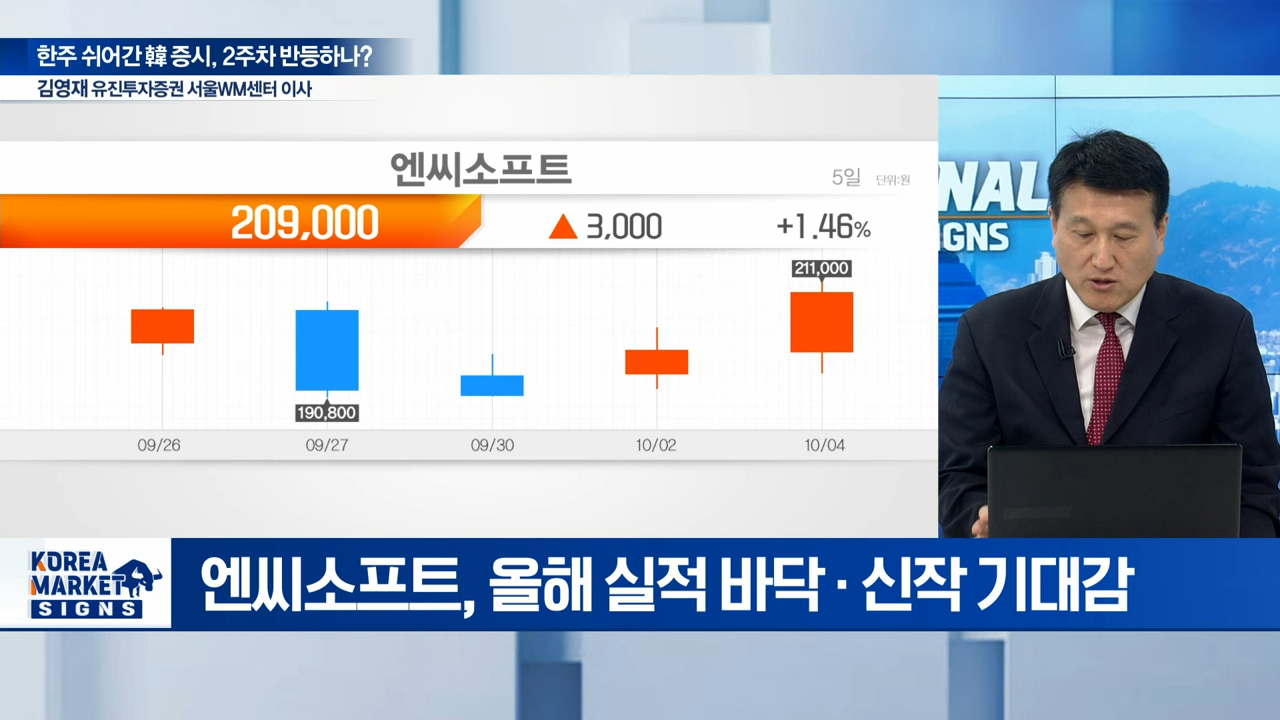 한주 쉬어간 韓 증시, 2주차 반등하나?
김영재 유진투자증권 서울WM센터 이사
엔씨소프트
5일 단위:원
209,000 ▲ 3,000 +1.46%
211,000
190,800
09/26 09/27 09/30 10/02 10/04
NAL
IGNS
KOREA
MARKET
SIGNS
엔씨소프트, 올해 실적 바닥·신작 기대감